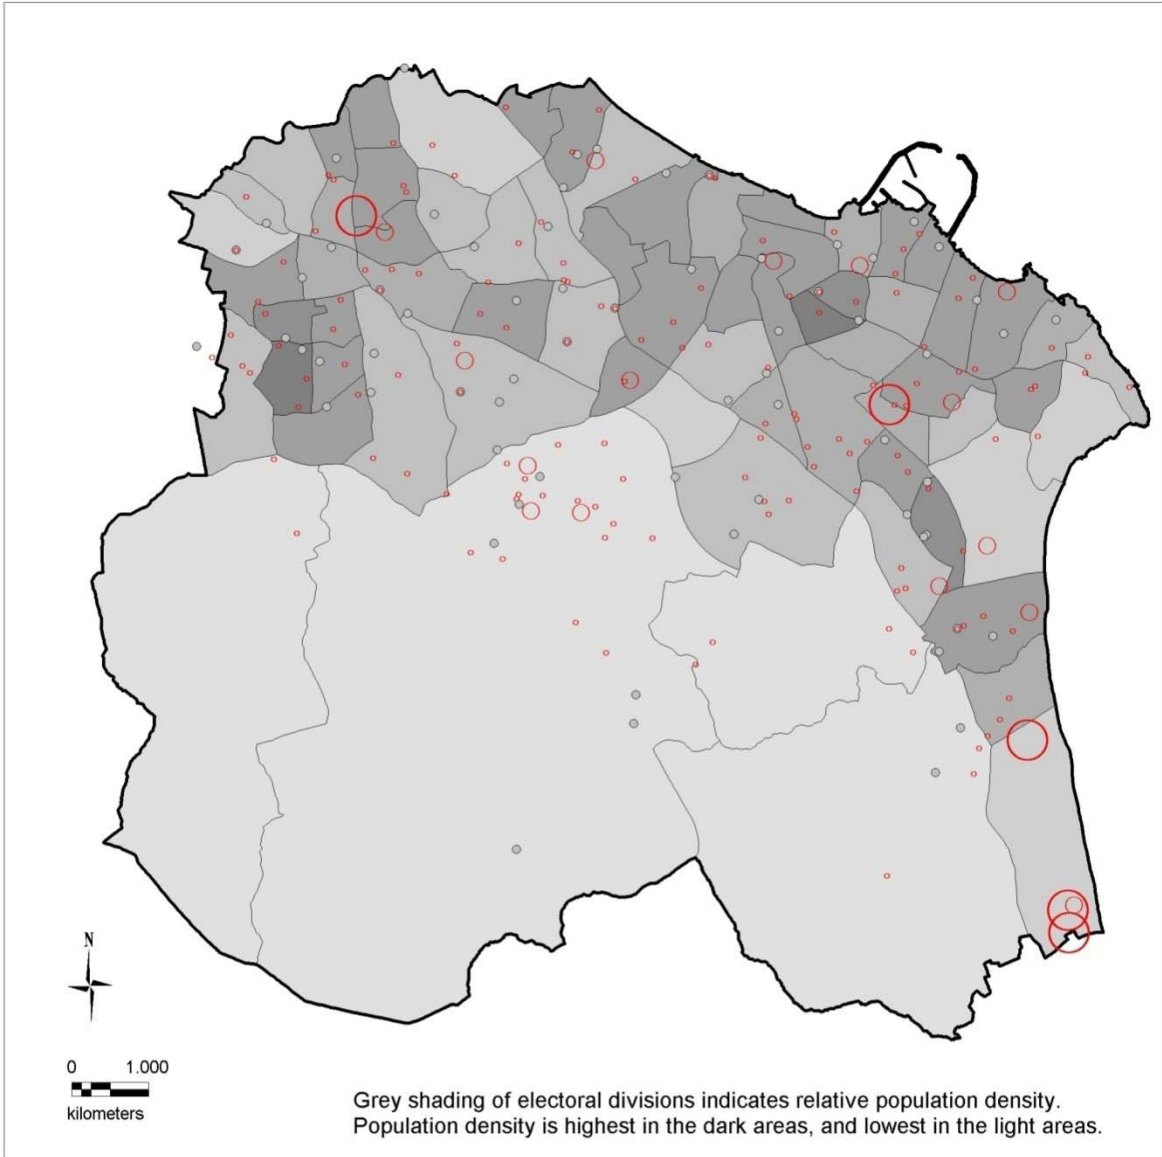 N
0 1.000
kilometers
Grey shading of electoral divisions indicates relative population density.
Population density is highest in the dark areas, and lowest in the light areas.